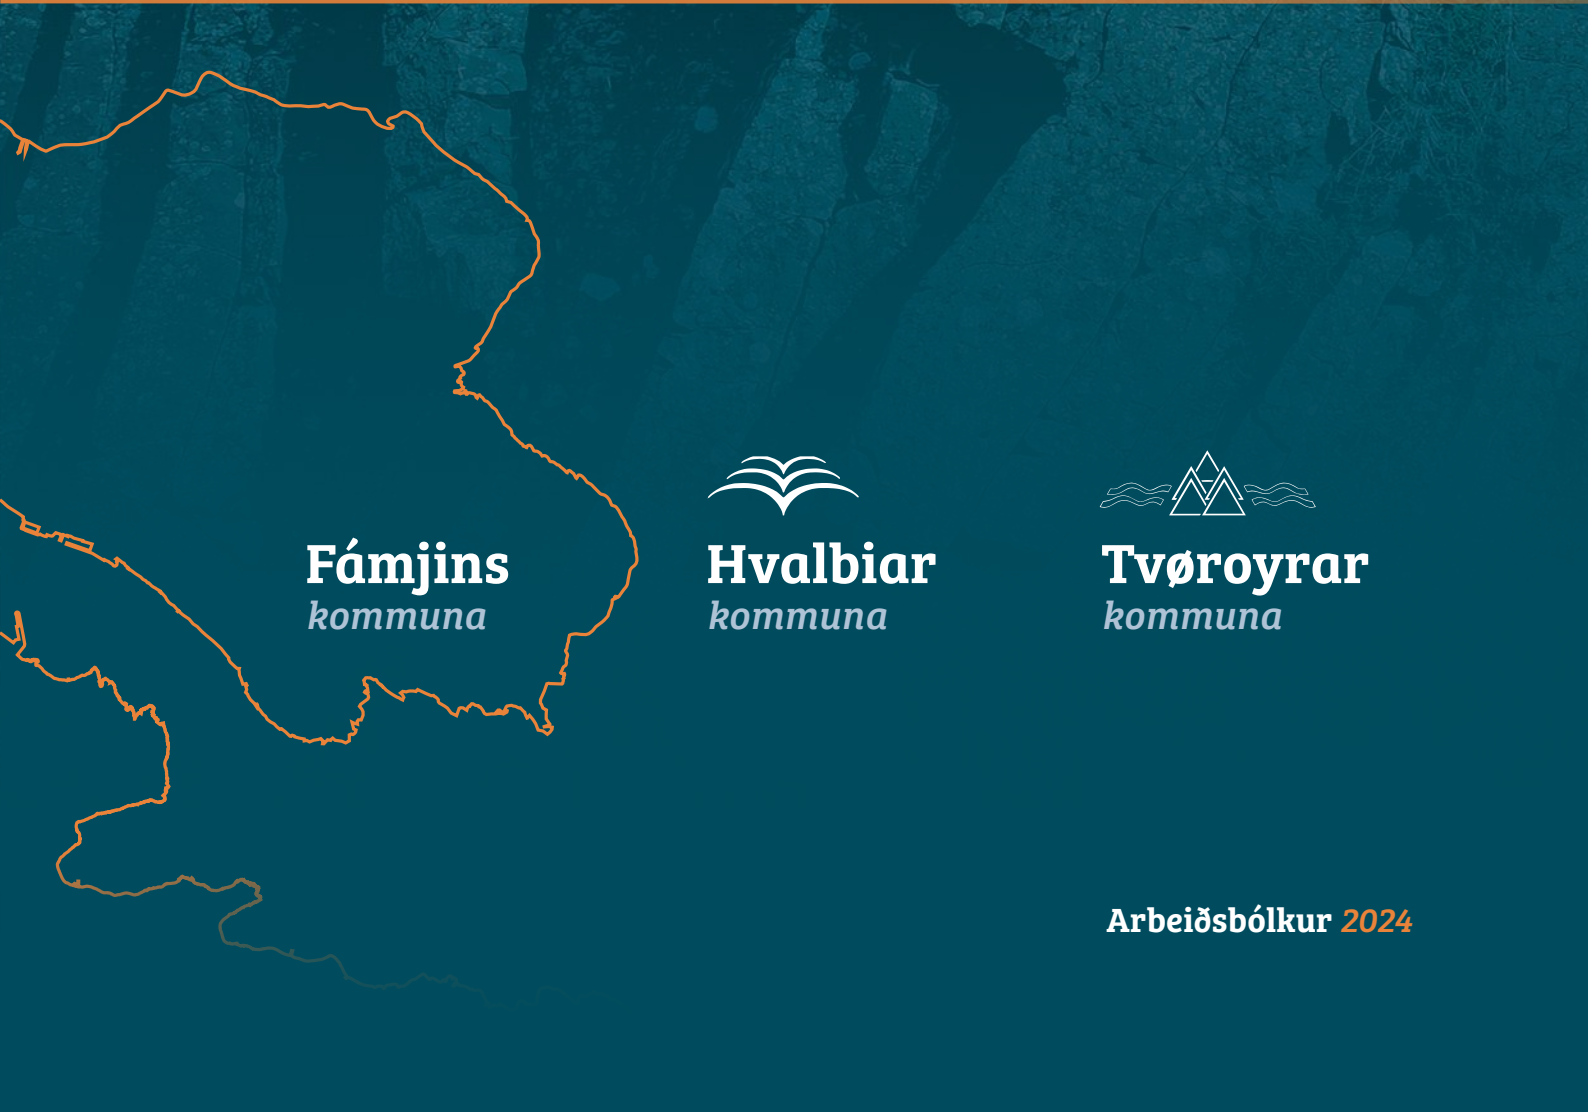 Fámjins
kommuna
Hvalbiar
kommuna
Tvøroyrar
kommuna
Arbeiðsbólkur 2024